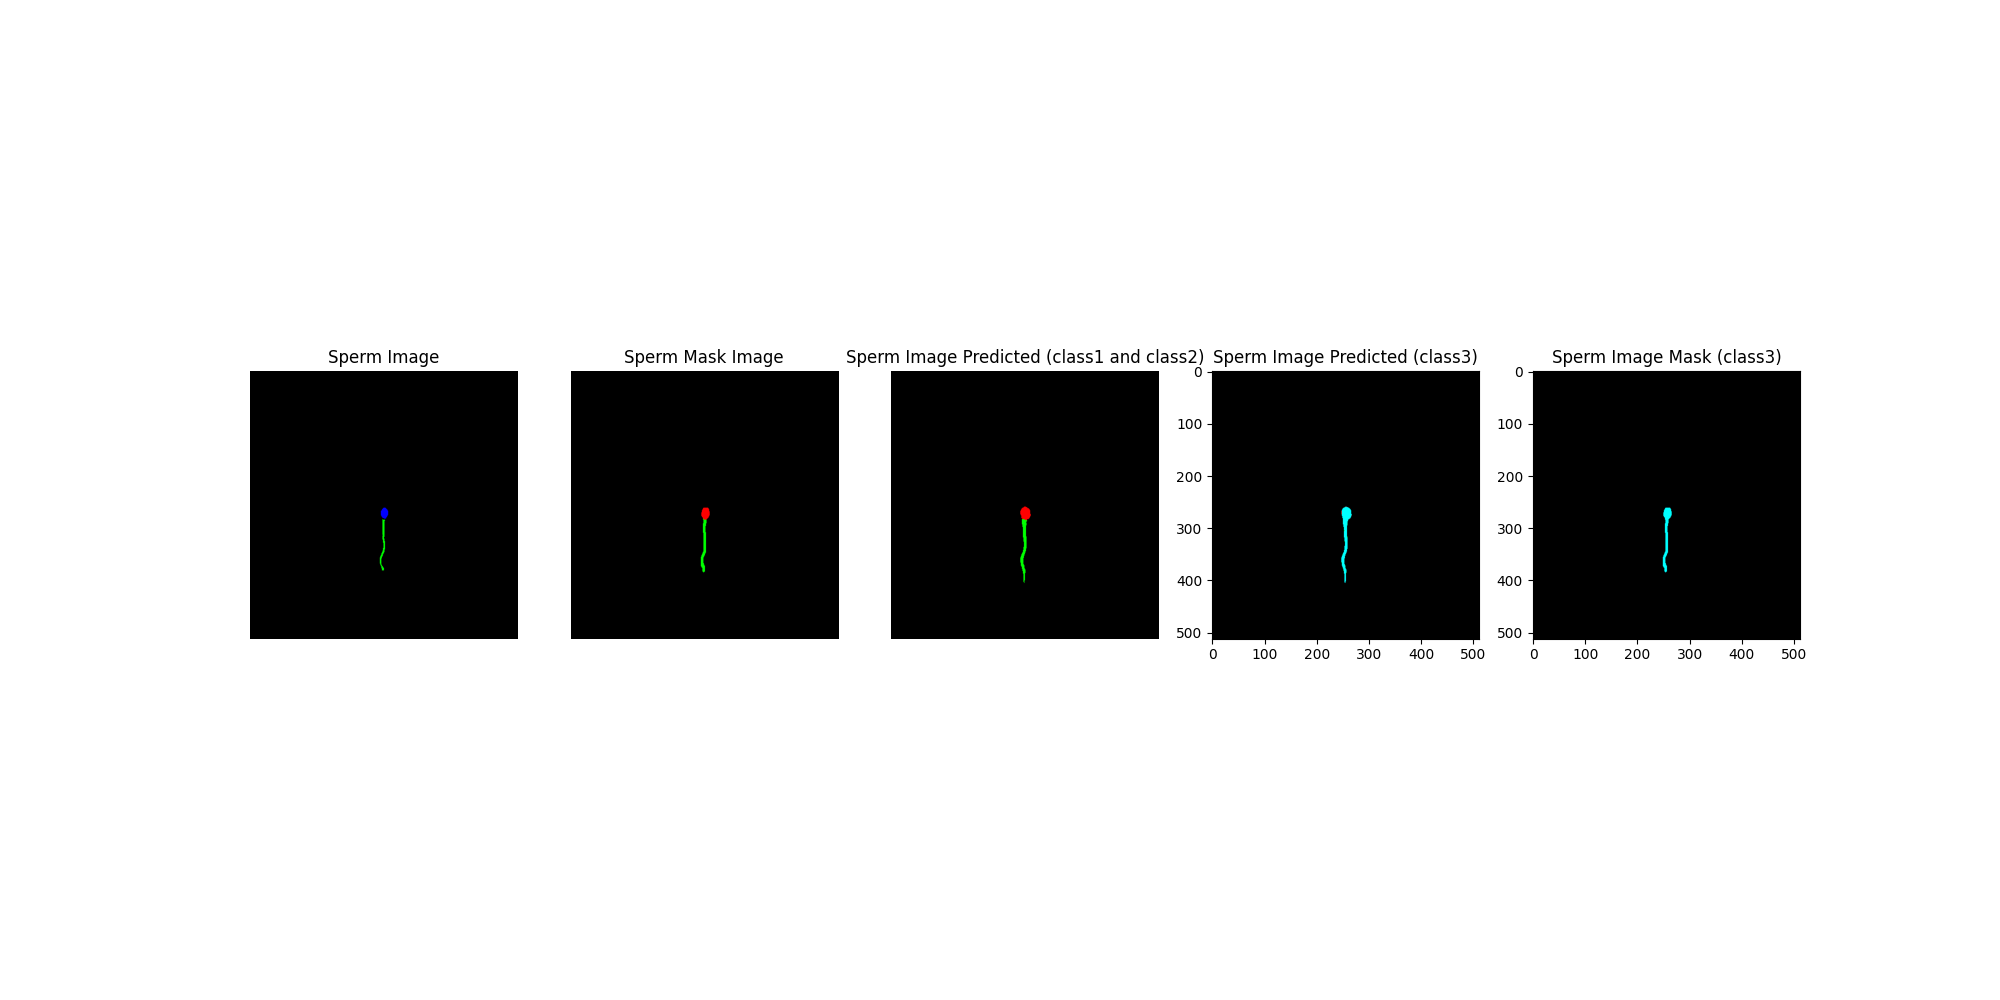 Sperm Image
Sperm Mask Image
Sperm Image Predicted (class1 and class2)
Sperm Image Predicted (class3)
Sperm Image Mask (class3)
0
100
200
300
400
500
0 100 200 300 400 500
0
100
200
300
400
500
0 100 200 300 400 500